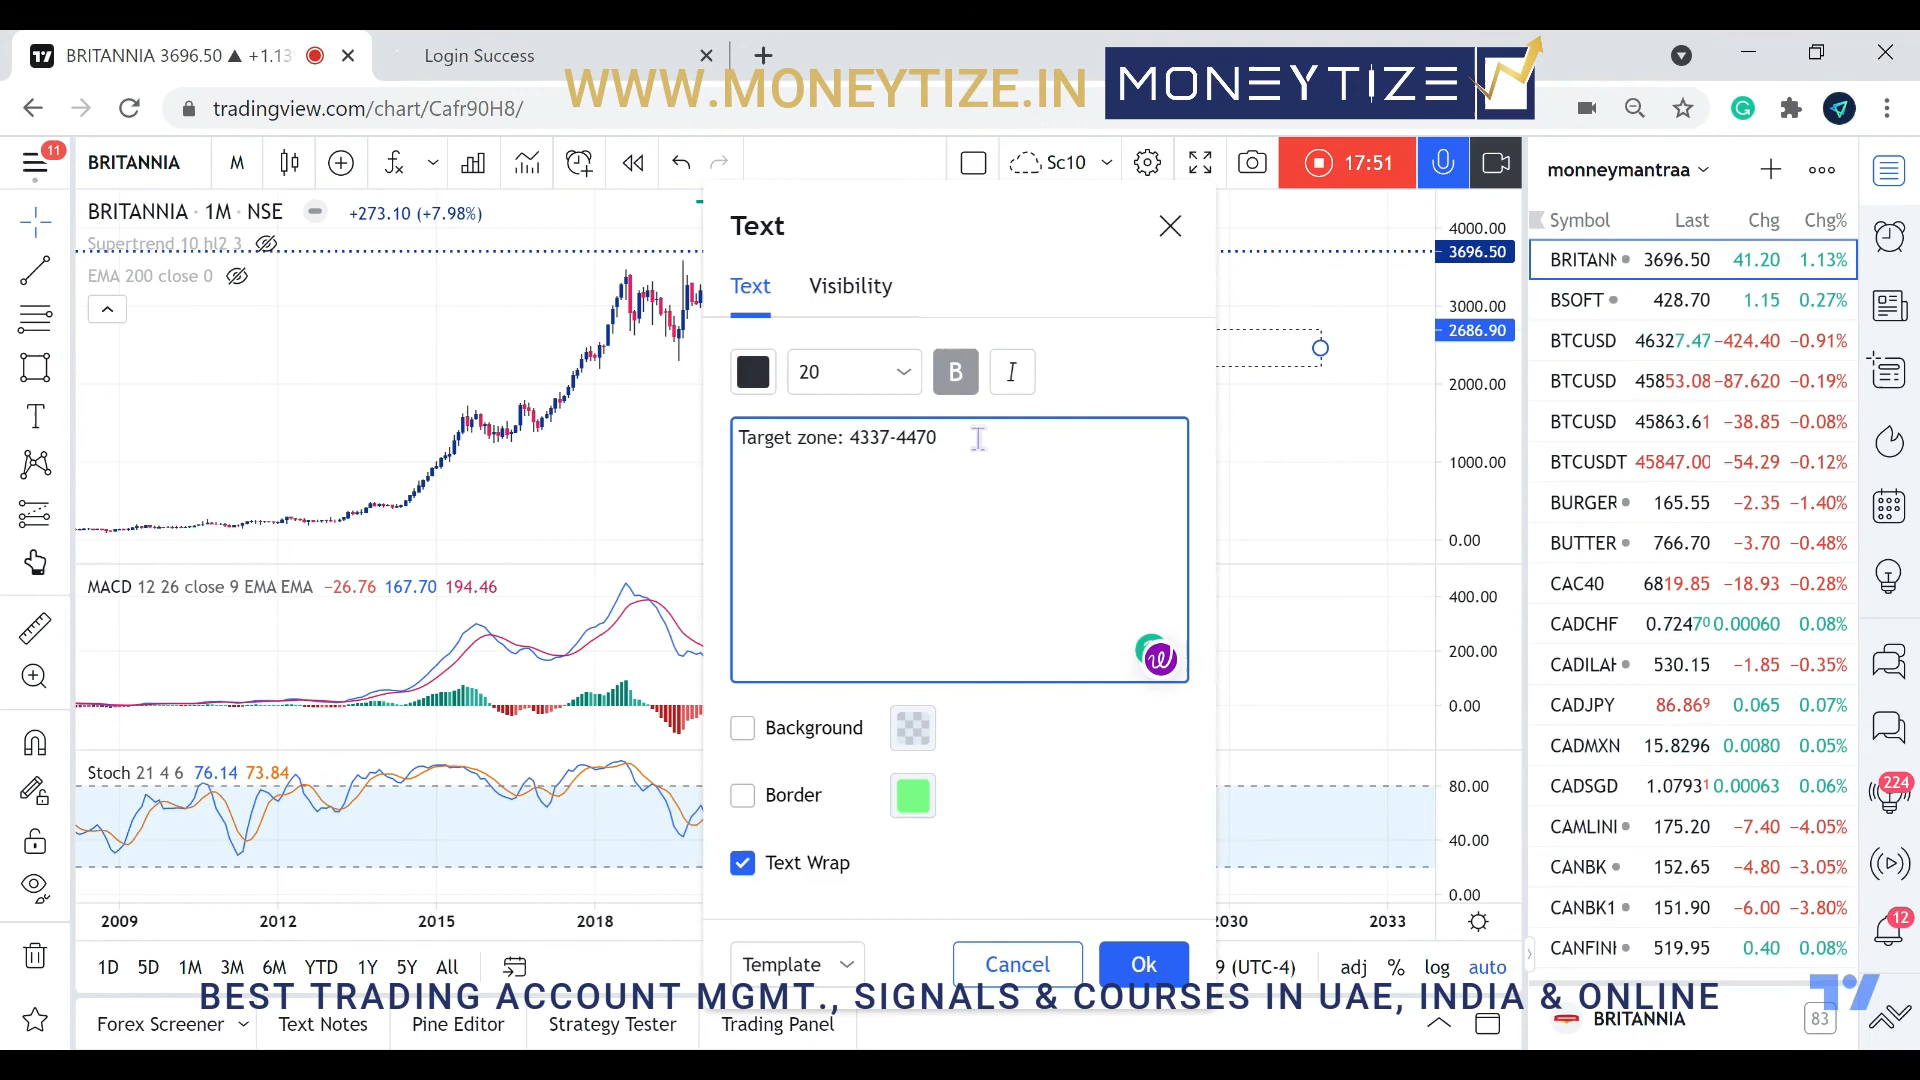 BRITANNIA 3696.50 ▲ +1.13
Login Success
WWW.MONEYTIZE.IN
MONEYTIZE
tradingview.com/chart/Cafr90H8/
11
BRITANNIA
M
Sc10
17:51
monneymantraa
BRITANNIA · 1M · NSE
+273.10 (+7.98%)
Supertrend 10 hl2 3
EMA 200 close 0
Text
Text
Visibility
20
B
I
Target zone: 4337-4470
Background
Border
Text Wrap
Template
Cancel
Ok
4000.00
3696.50
3000.00
2686.90
2000.00
1000.00
0.00
MACD 12 26 close 9 EMA EMA −26.76 167.70 194.46
400.00
200.00
0.00
Stoch 21 4 6 76.14 73.84
80.00
40.00
0.00
2009 2012 2015 2018 2030 2033
1D 5D 1M 3M 6M YTD 1Y 5Y All
9 (UTC-4) adj % log auto
Symbol Last Chg Chg%
BRITANN 3696.50 41.20 1.13%
BSOFT 428.70 1.15 0.27%
BTCUSD 46327.47 −424.40 −0.91%
BTCUSD 45853.08 −87.620 −0.19%
BTCUSD 45863.61 −38.85 −0.08%
BTCUSDT 45847.00 −54.29 −0.12%
BURGER 165.55 −2.35 −1.40%
BUTTER 766.70 −3.70 −0.48%
CAC40 6819.85 −18.93 −0.28%
CADCHF 0.72470 0.00060 0.08%
CADILAH 530.15 −1.85 −0.35%
CADJPY 86.869 0.065 0.07%
CADMXN 15.8296 0.0080 0.05%
CADSGD 1.07931 0.00063 0.06%
CAMLINI 175.20 −7.40 −4.05%
CANBK 152.65 −4.80 −3.05%
CANBK1 151.90 −6.00 −3.80%
CANFINH 519.95 0.40 0.08%
224
12
BEST TRADING ACCOUNT MGMT., SIGNALS & COURSES IN UAE, INDIA & ONLINE
Forex Screener Text Notes Pine Editor Strategy Tester Trading Panel
BRITANNIA
83